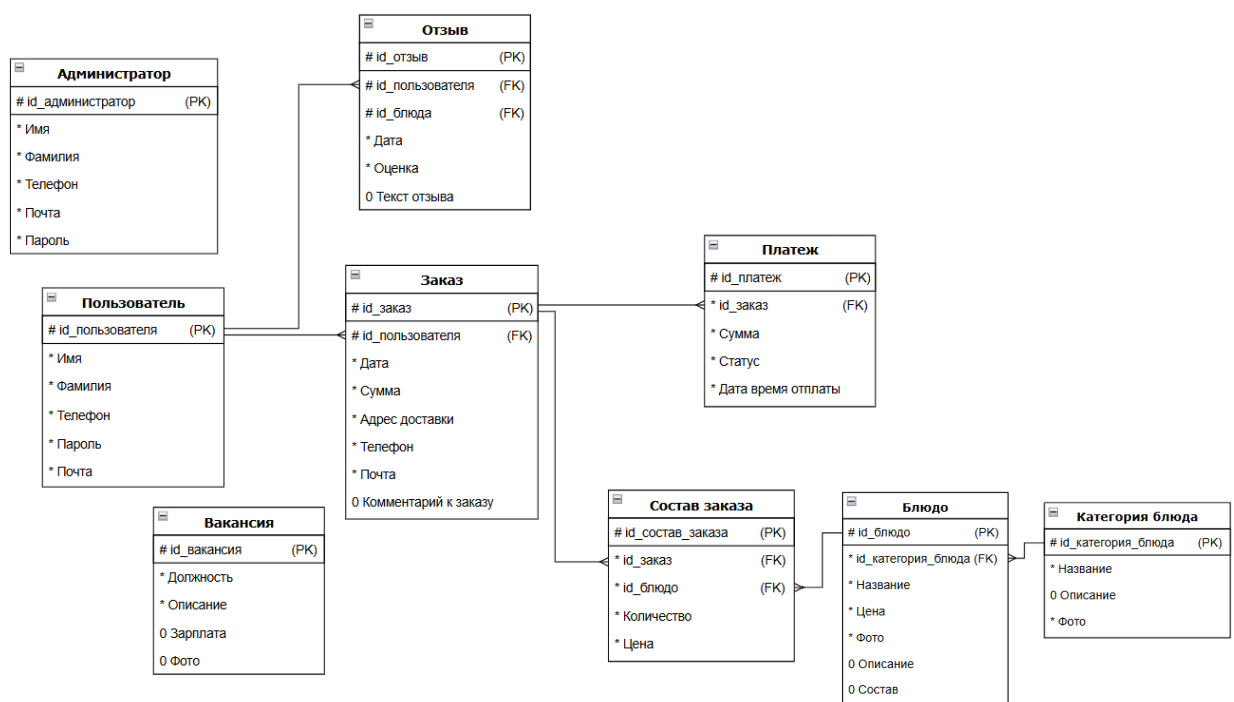 Отзыв
# id_отзыв (PK)
# id_пользователя (FK)
# id_блюда (FK)
* Дата
* Оценка
0 Текст отзыва
Администратор
# id_администратор (PK)
* Имя
* Фамилия
* Телефон
* Почта
* Пароль
Платеж
# id_платеж (PK)
* id_заказ (FK)
* Сумма
* Статус
* Дата время отплаты
Заказ
# id_заказ (PK)
# id_пользователя (FK)
* Дата
* Сумма
* Адрес доставки
* Телефон
* Почта
0 Комментарий к заказу
Пользователь
# id_пользователя (PK)
* Имя
* Фамилия
* Телефон
* Пароль
* Почта
Вакансия
# id_вакансия (PK)
* Должность
* Описание
0 Зарплата
0 Фото
Состав заказа
# id_состав_заказа (PK)
* id_заказ (FK)
* id_блюдо (FK)
* Количество
* Цена
Блюдо
# id_блюдо (PK)
* id_категория_блюда (FK)
* Название
* Цена
* Фото
0 Описание
0 Состав
Категория блюда
# id_категория_блюда (PK)
* Название
0 Описание
* Фото